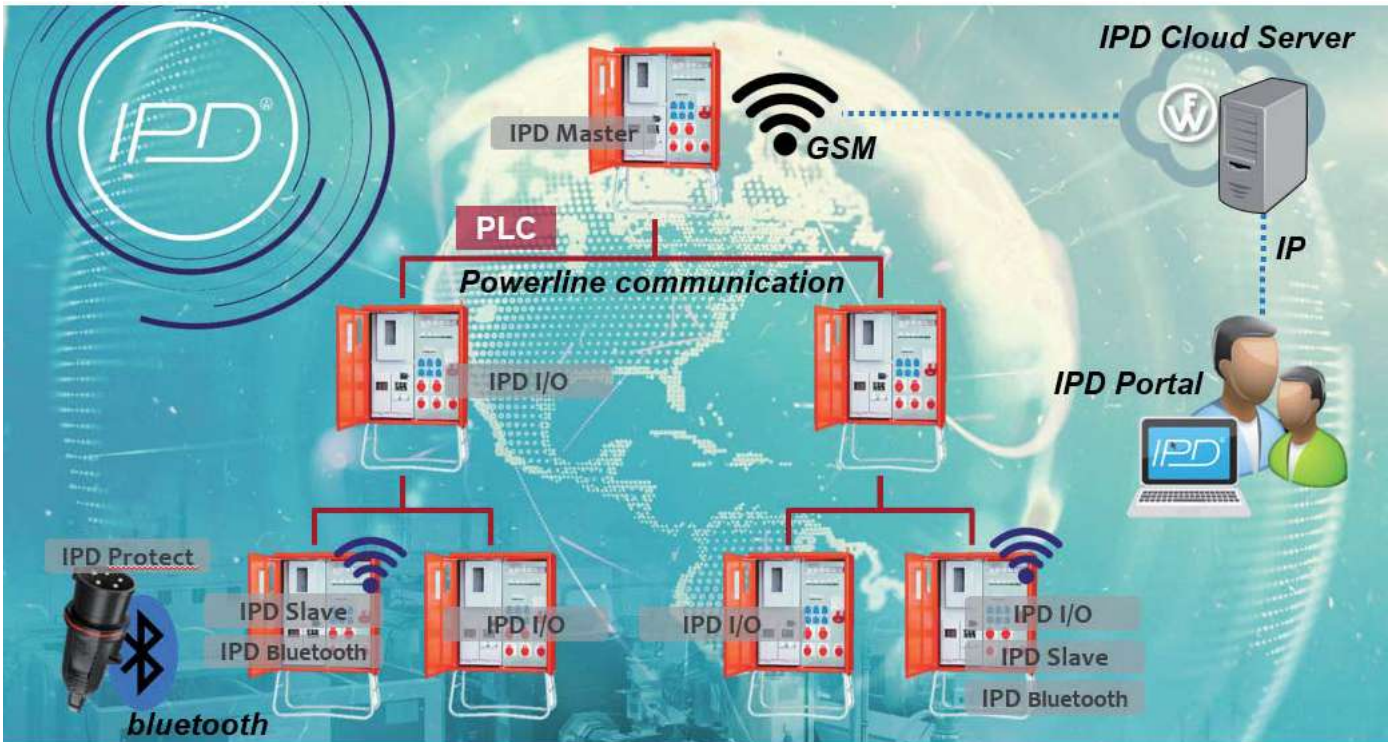 IPD®
IPD Cloud Server
FW
IPD Master
GSM
PLC
IP
Powerline communication
IPD I/O
IPD Portal
IPD®
IPD Protect
IPD Slave
IPD Bluetooth
IPD I/O
IPD I/O
IPD I/O
IPD Slave
IPD Bluetooth
bluetooth